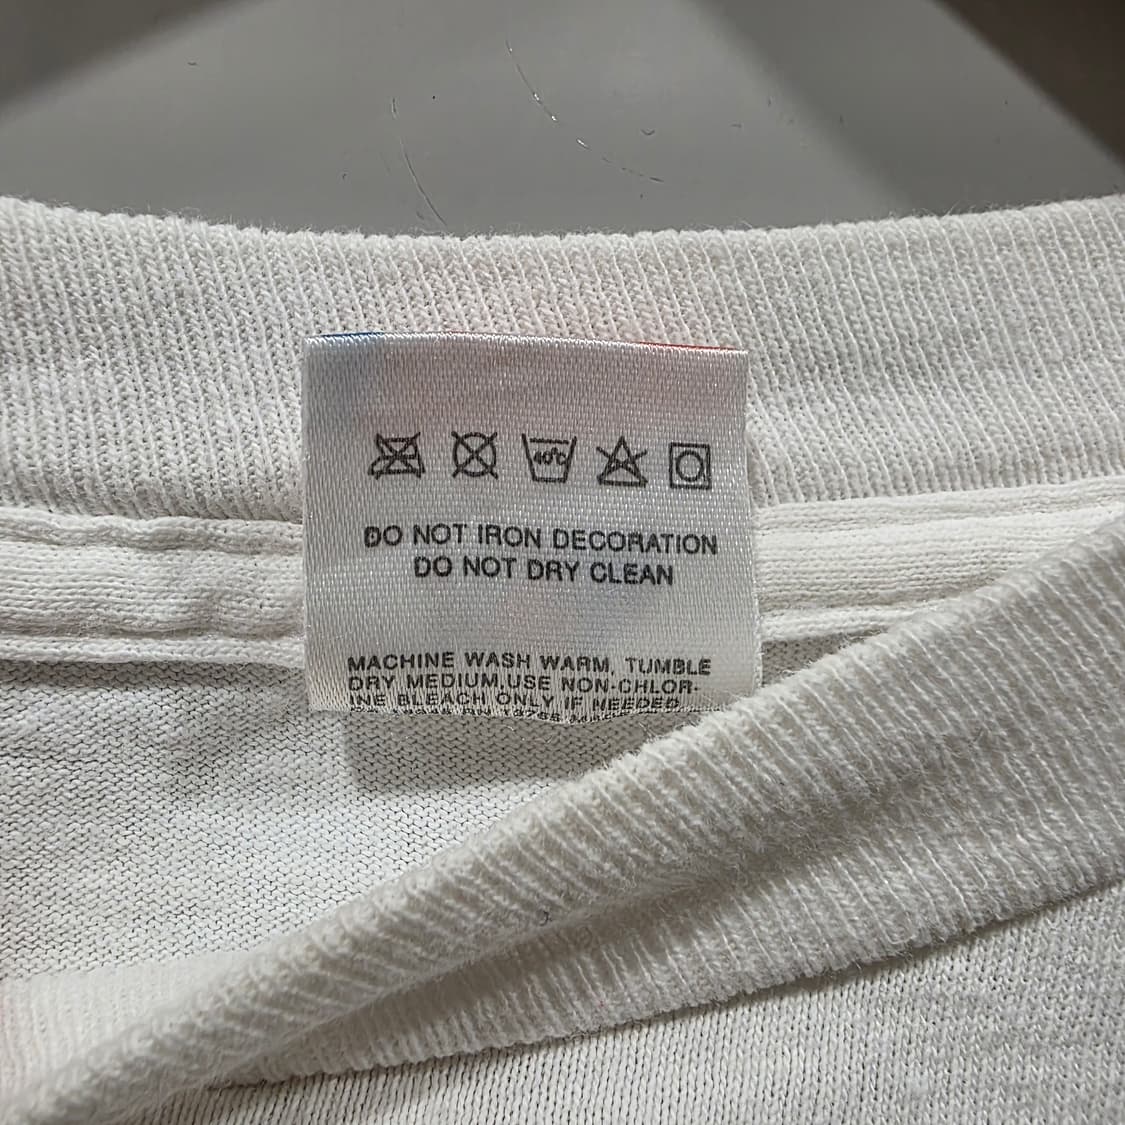 40°C
DO NOT IRON DECORATION
DO NOT DRY CLEAN
MACHINE WASH WARM, TUMBLE
DRY MEDIUM,USE NON-CHLOR-
INE BLEACH ONLY IF NEEDED